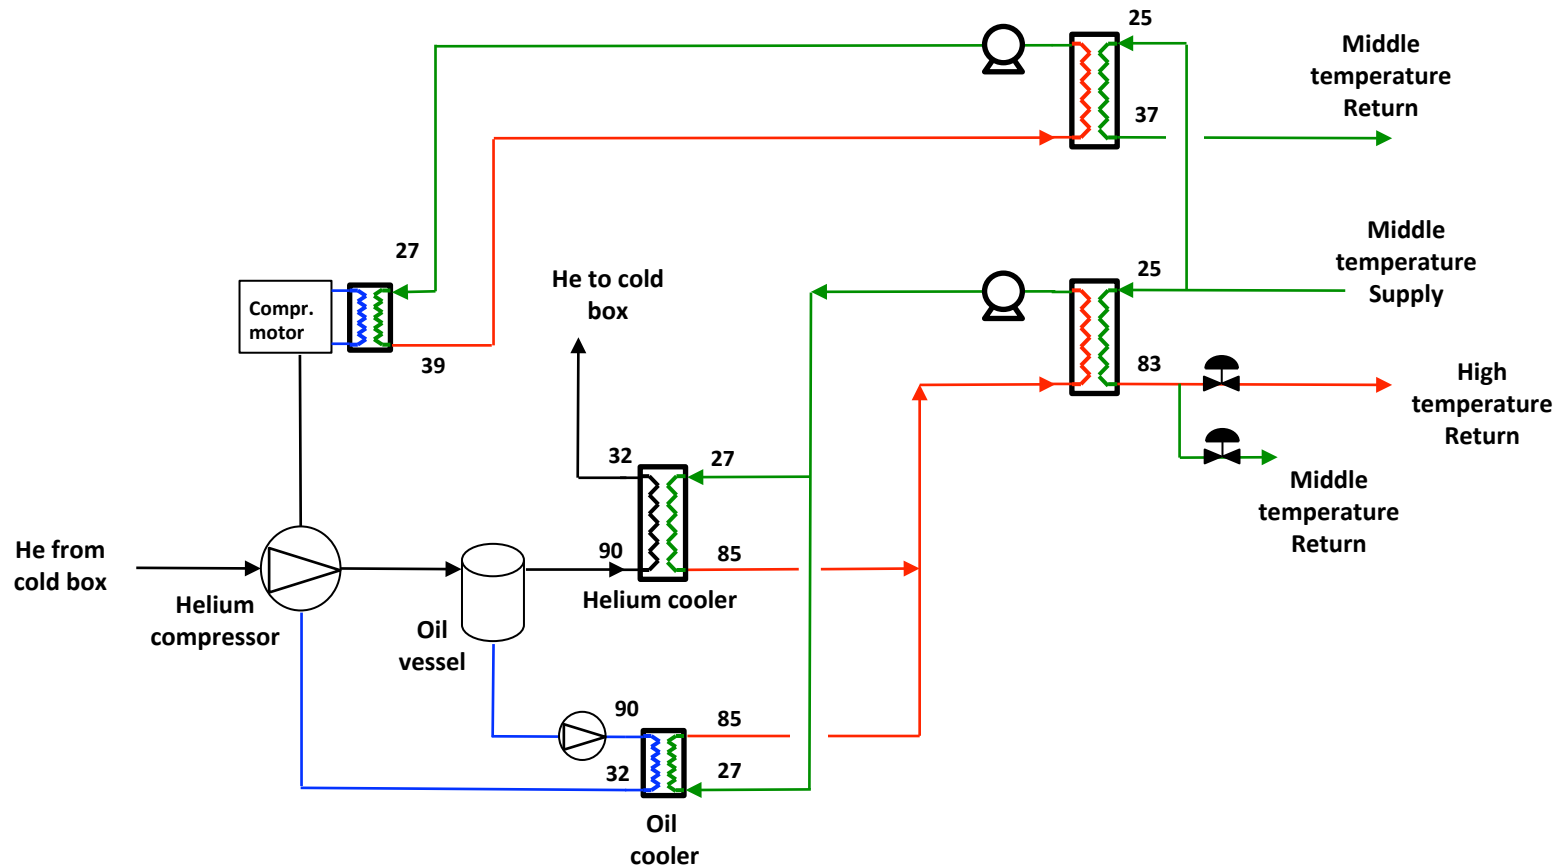 25
Middle
temperature
Return
37
27
Middle
temperature
Supply
He to cold
box
25
Compr.
motor
39
83
High
temperature
Return
32
27
Middle
temperature
Return
He from
cold box
90
85
Helium cooler
Helium
compressor
Oil
vessel
90
85
32
27
Oil
cooler